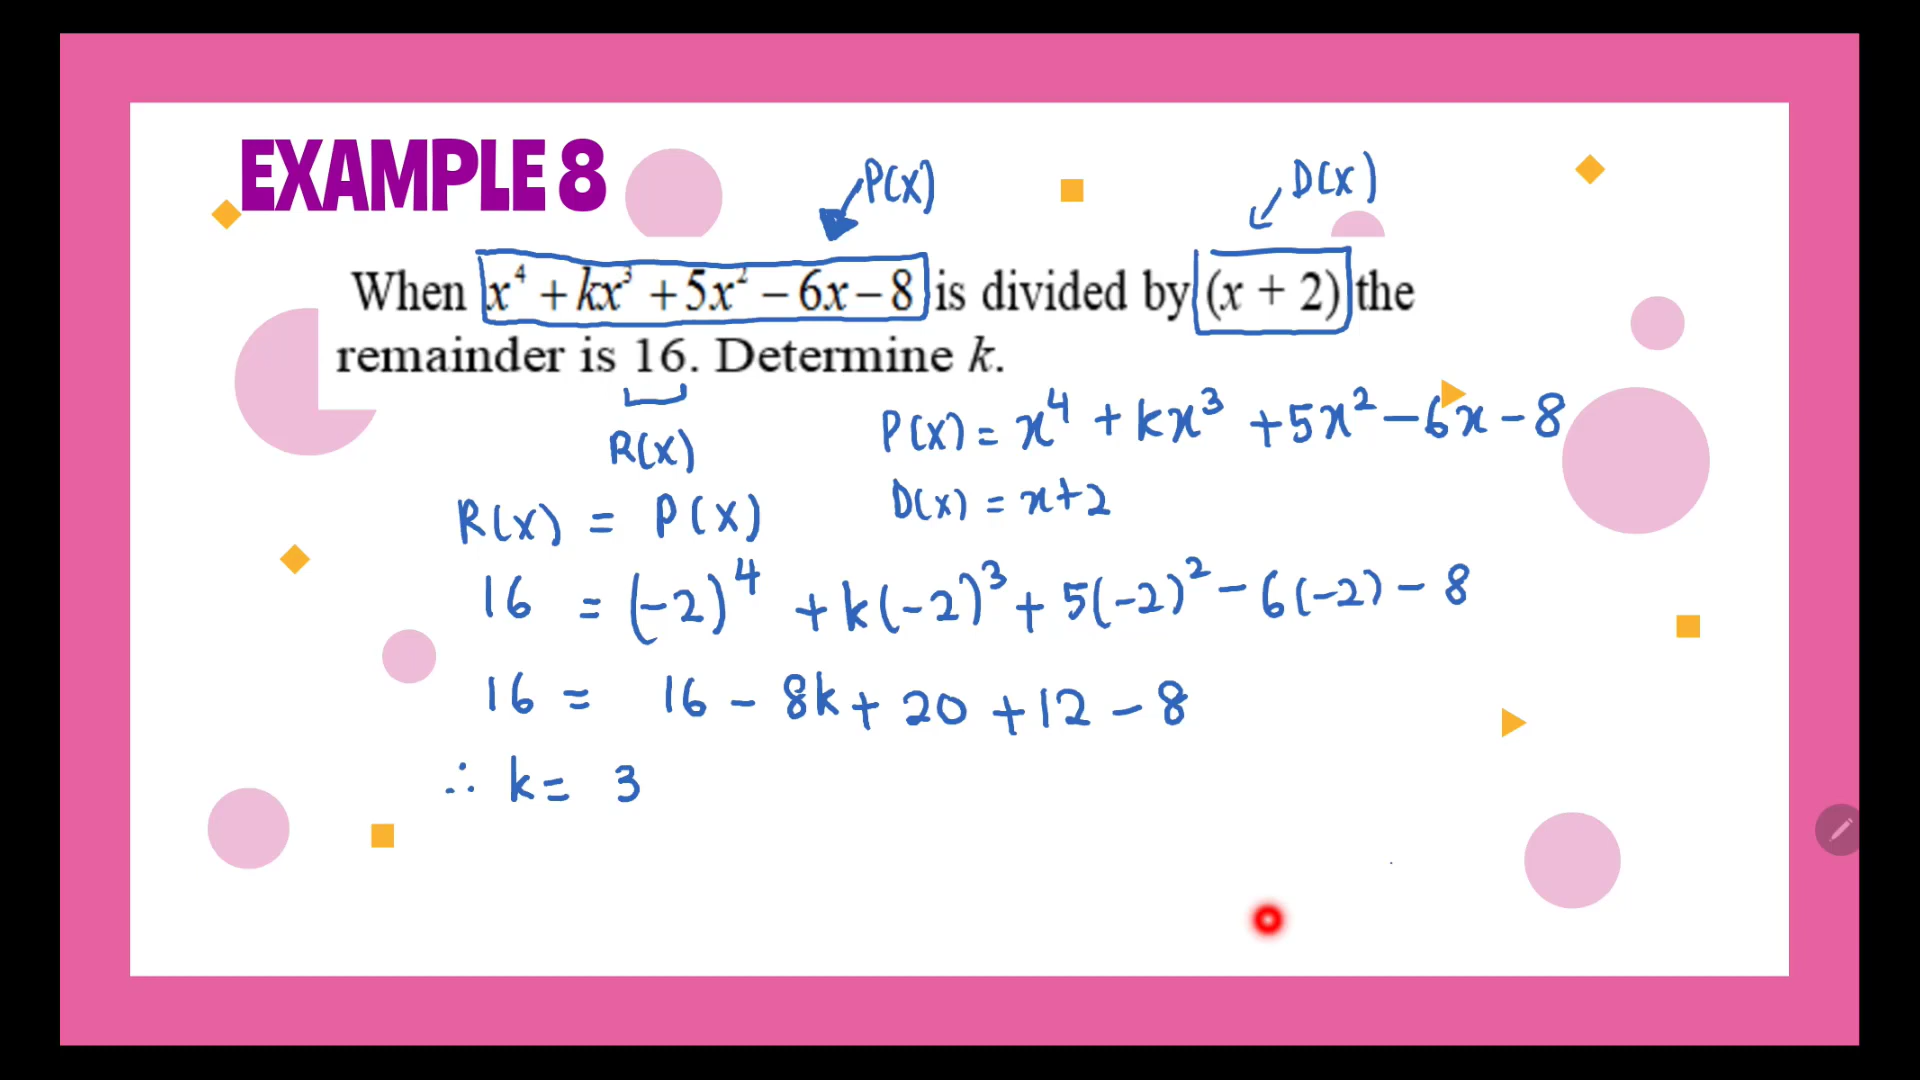 EXAMPLE 8
P(x)
D(x)
When x⁴ + kx³ + 5x² – 6x – 8 is divided by (x + 2) the
remainder is 16. Determine k.
R(x)
P(x) = x⁴ + kx³ + 5x² – 6x – 8
D(x) = x+2
R(x) = P(x)
16 = (-2)⁴ + k(-2)³ + 5(-2)² – 6(-2) – 8
16 = 16 – 8k + 20 + 12 – 8
∴ k = 3